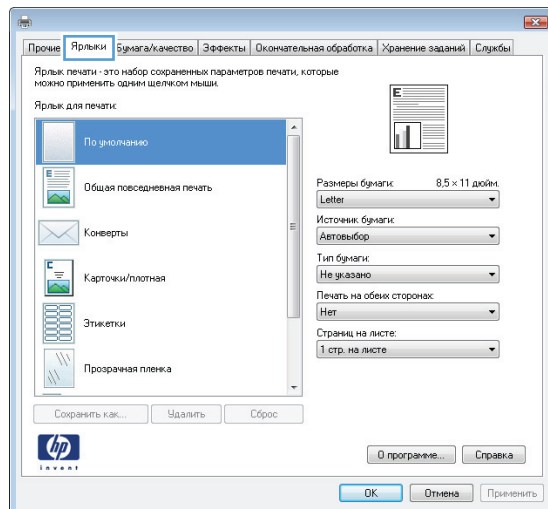 Прочие
Ярлыки
Бумага/качество
Эффекты
Окончательная обработка
Хранение заданий
Службы
Ярлык печати - это набор сохраненных параметров печати, которые
можно применить одним щелчком мыши.
Ярлык для печати:
По умолчанию
Общая повседневная печать
Конверты
Карточки/плотная
Этикетки
Прозрачная пленка
Сохранить как...
Удалить
Сброс
E
Размеры бумаги: 8,5 × 11 дюйм.
Letter
Источник бумаги:
Автовыбор
Тип бумаги:
Не указано
Печать на обеих сторонах:
Нет
Страниц на листе:
1 стр. на листе
hp
invent
О программе...
Справка
OK
Отмена
Применить